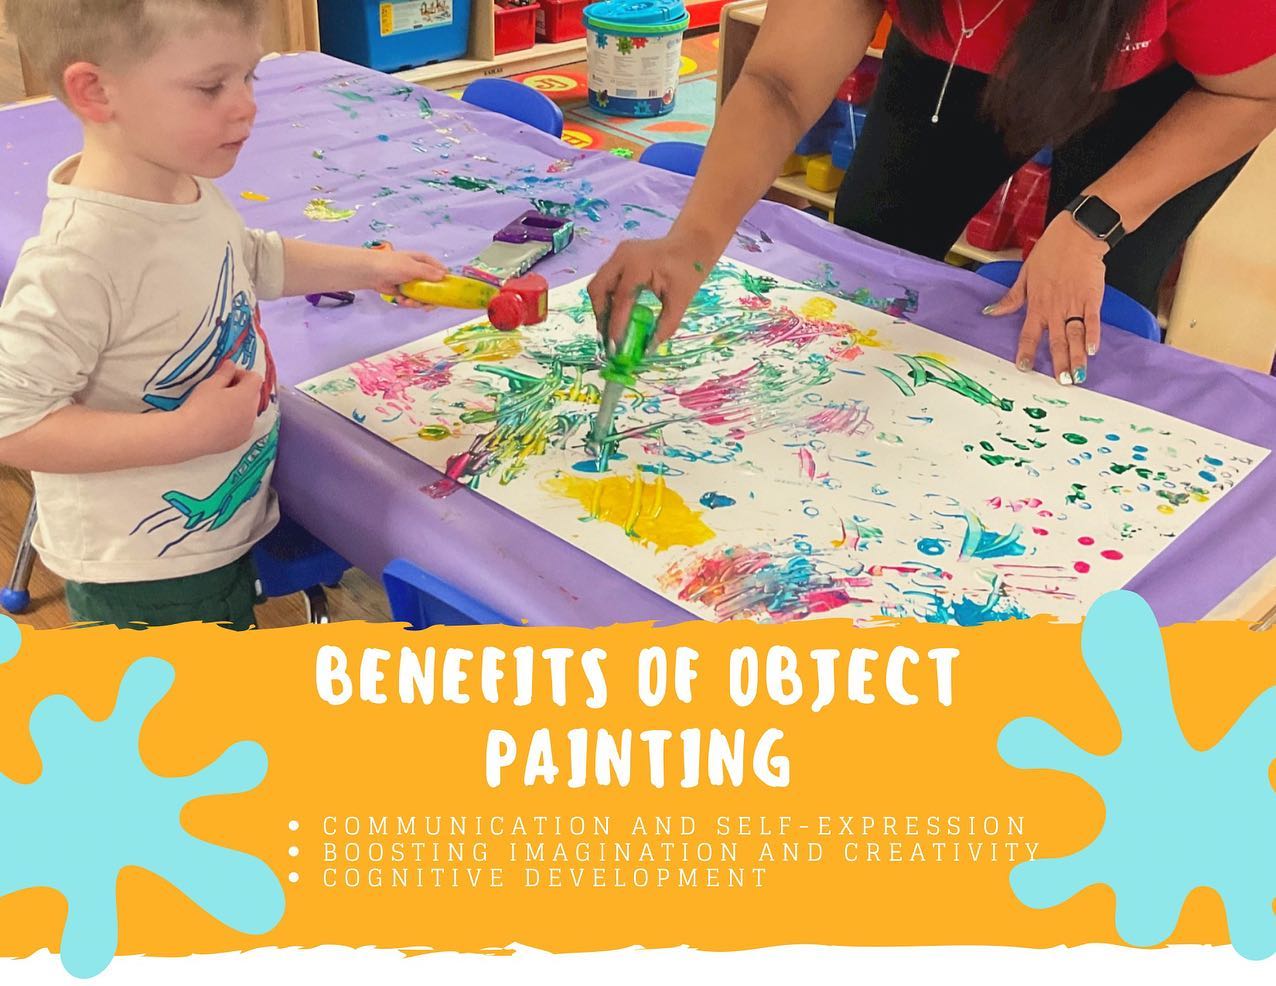 BENEFITS OF OBJECT
PAINTING
• COMMUNICATION AND SELF-EXPRESSION
• BOOSTING IMAGINATION AND CREATIVITY
• COGNITIVE DEVELOPMENT